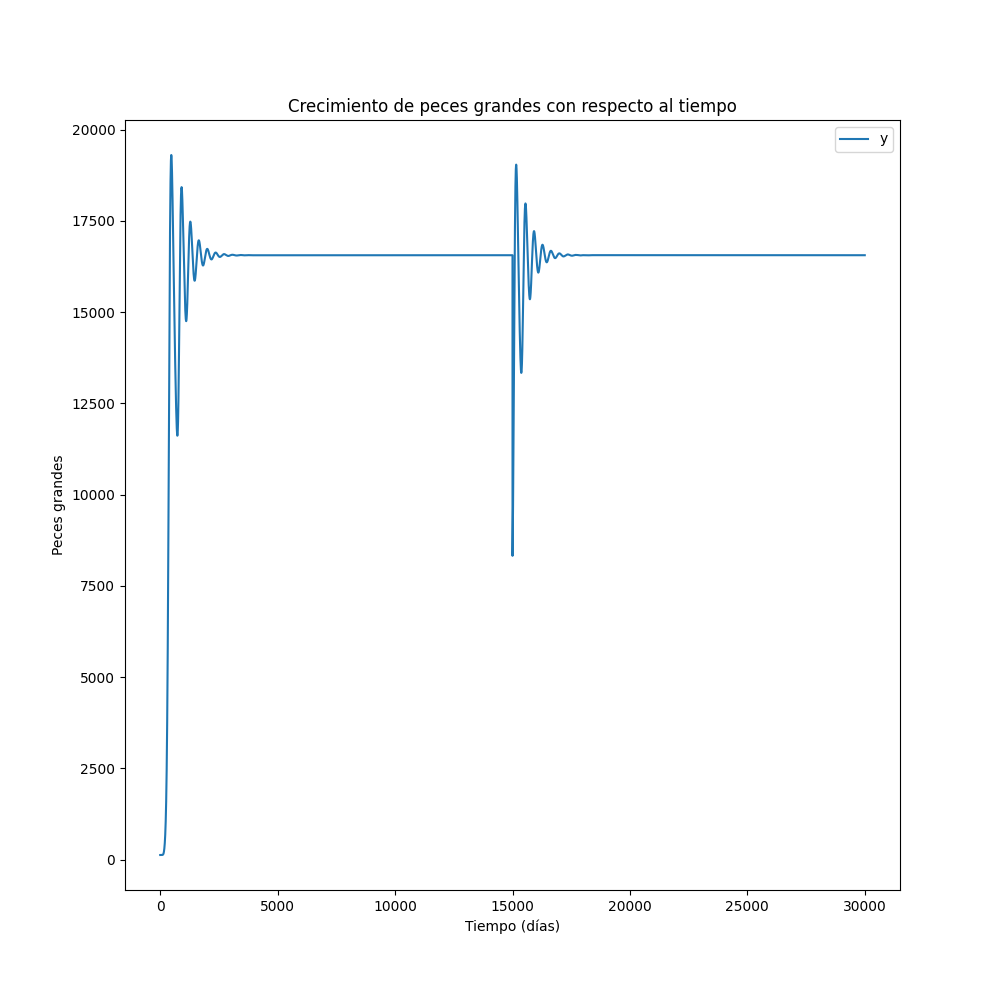 Crecimiento de peces grandes con respecto al tiempo
y
20000
17500
15000
12500
10000
7500
5000
2500
0
Peces grandes
0 5000 10000 15000 20000 25000 30000
Tiempo (días)